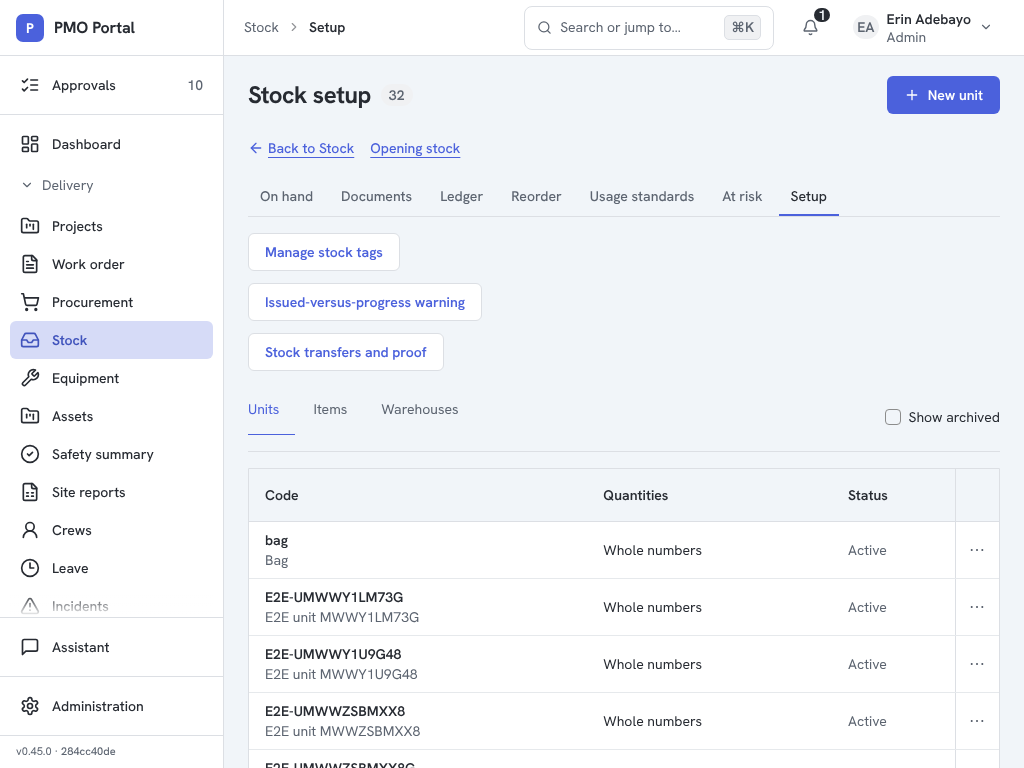 P PMO Portal
Stock > Setup
Search or jump to... ⌘K
1
EA Erin Adebayo
Admin
Approvals 10
Dashboard
Delivery
Projects
Work order
Procurement
Stock
Equipment
Assets
Safety summary
Site reports
Crews
Leave
Incidents
Assistant
Administration
v0.45.0 · 284cc40de
Stock setup 32
+ New unit
← Back to Stock Opening stock
On hand Documents Ledger Reorder Usage standards At risk Setup
Manage stock tags
Issued-versus-progress warning
Stock transfers and proof
Units Items Warehouses
Show archived
Code Quantities Status
bag
Bag
Whole numbers Active ...
E2E-UMWWY1LM73G
E2E unit MWWY1LM73G
Whole numbers Active ...
E2E-UMWWY1U9G48
E2E unit MWWY1U9G48
Whole numbers Active ...
E2E-UMWWZSBMXX8
E2E unit MWWZSBMXX8
Whole numbers Active ...